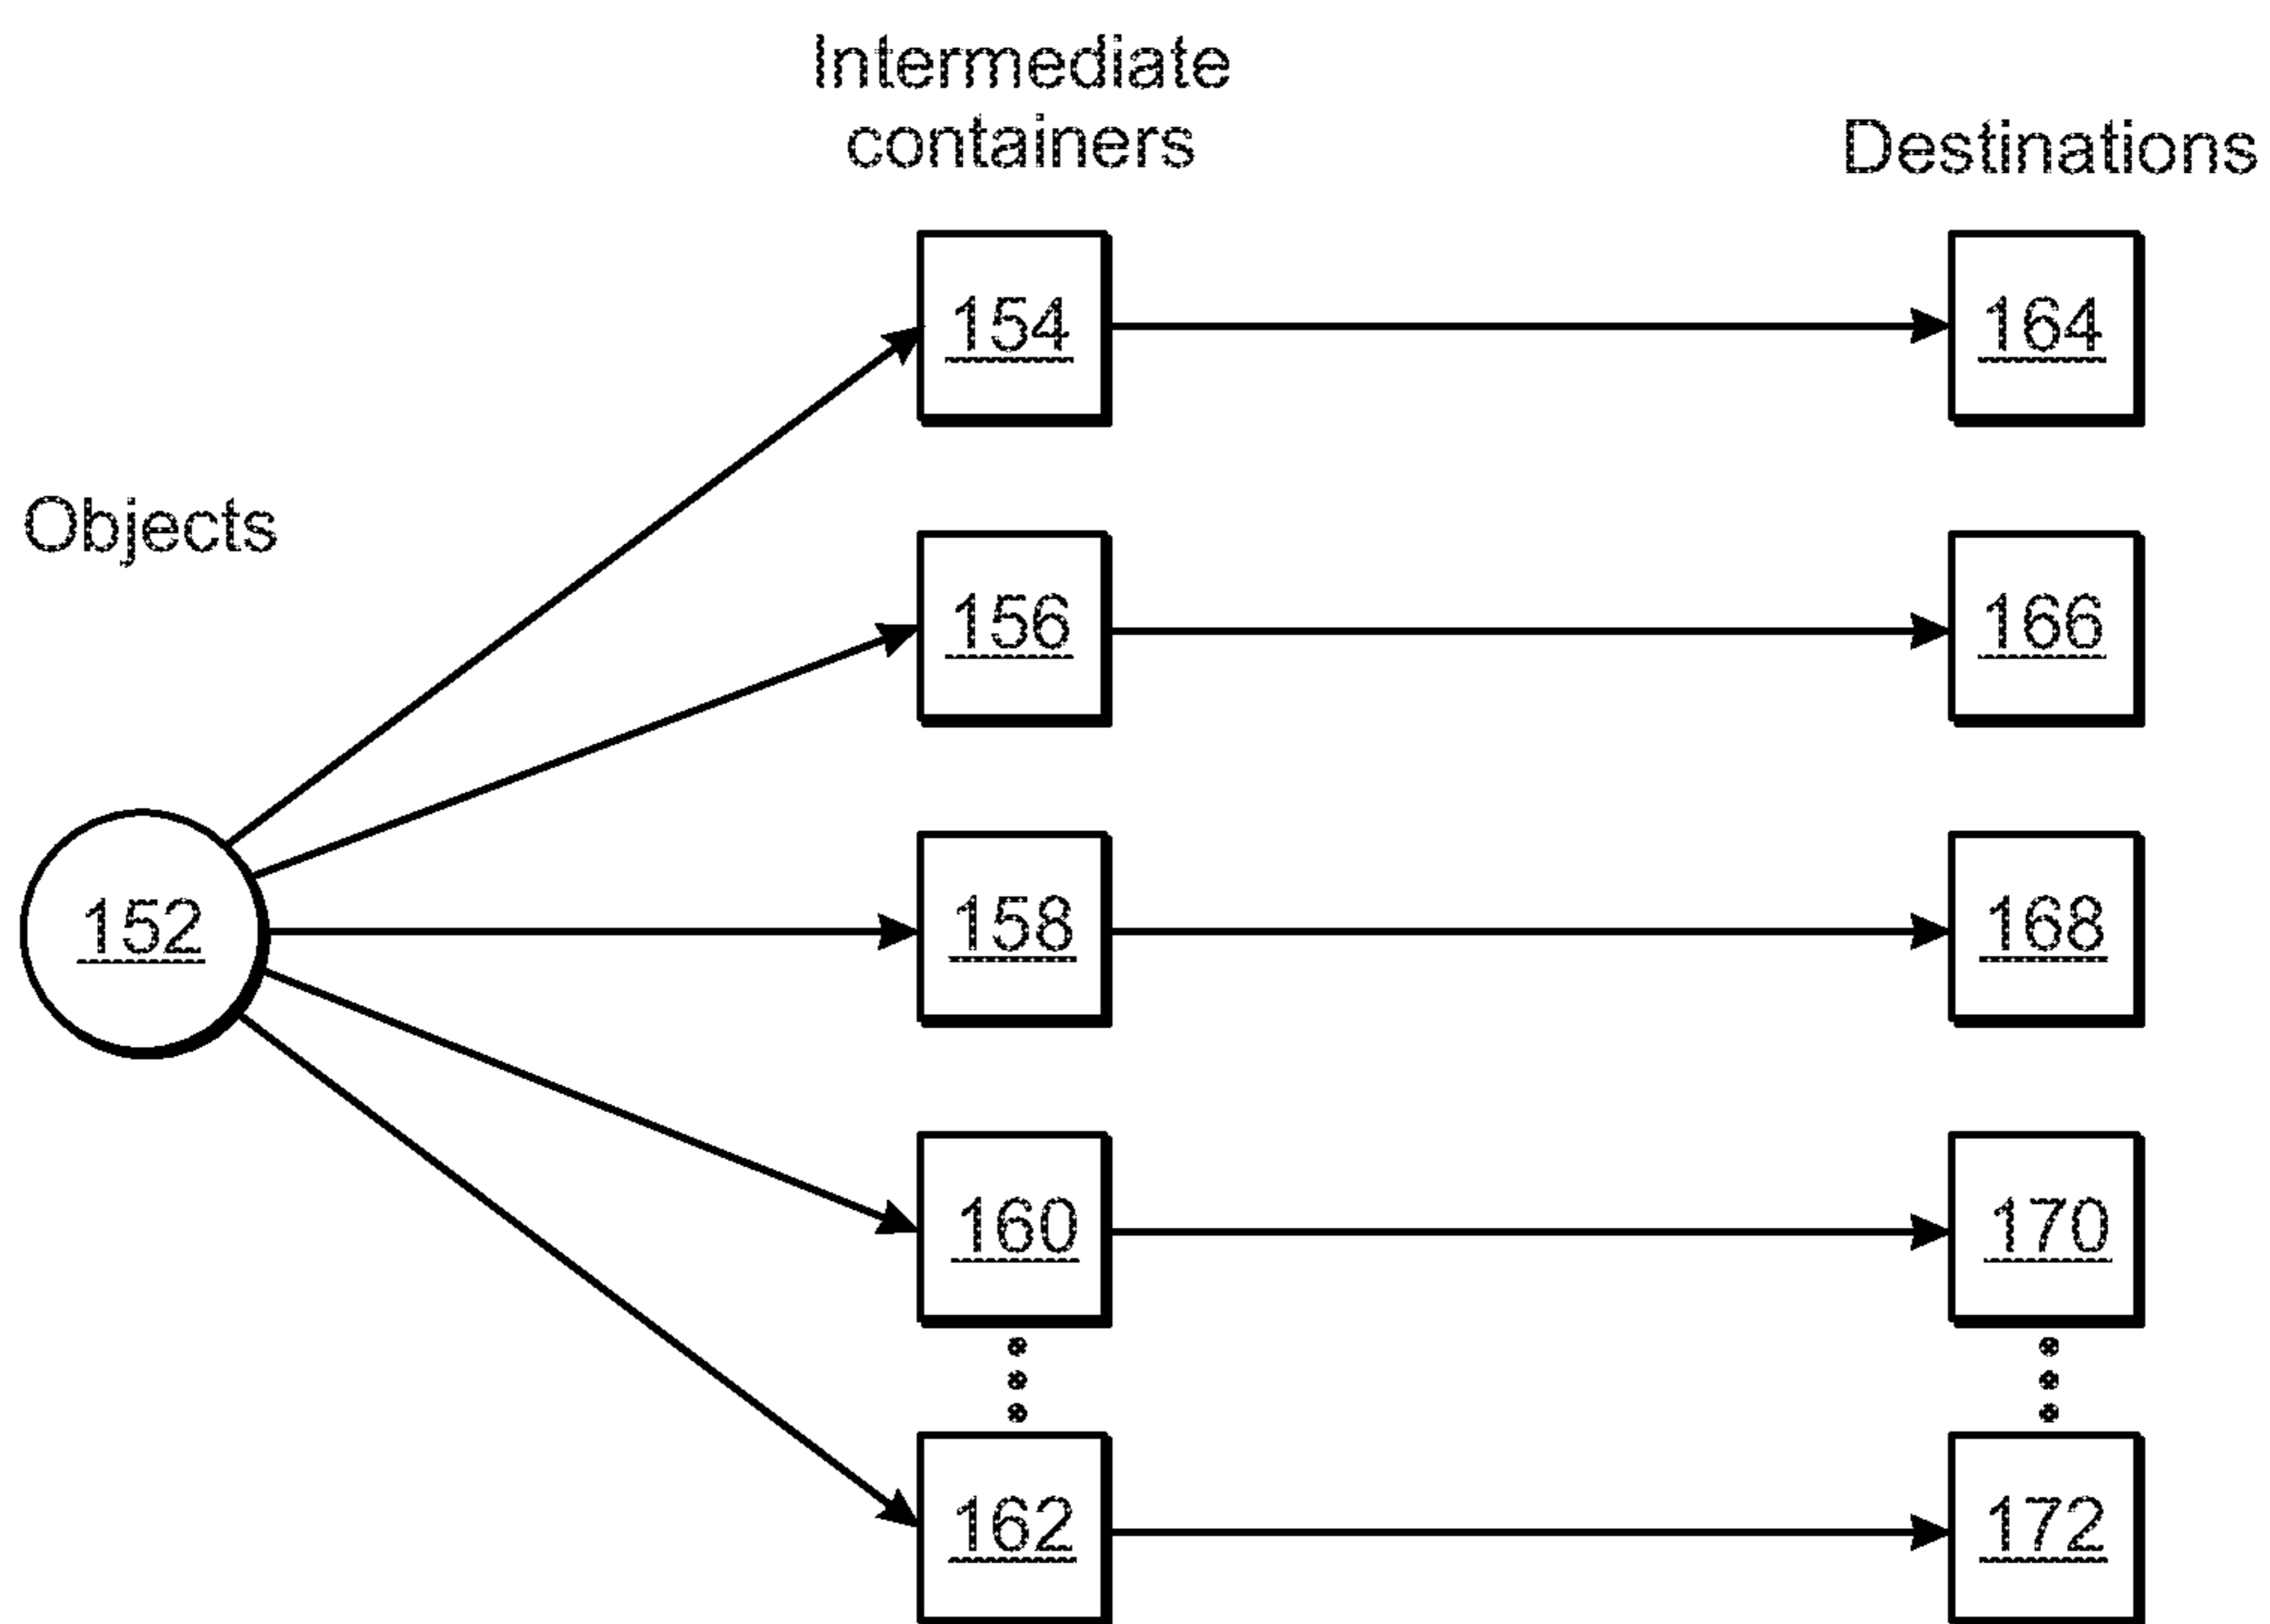 Intermediate
containers
Destinations
Objects
154
164
156
166
152
158
168
160
170
162
172